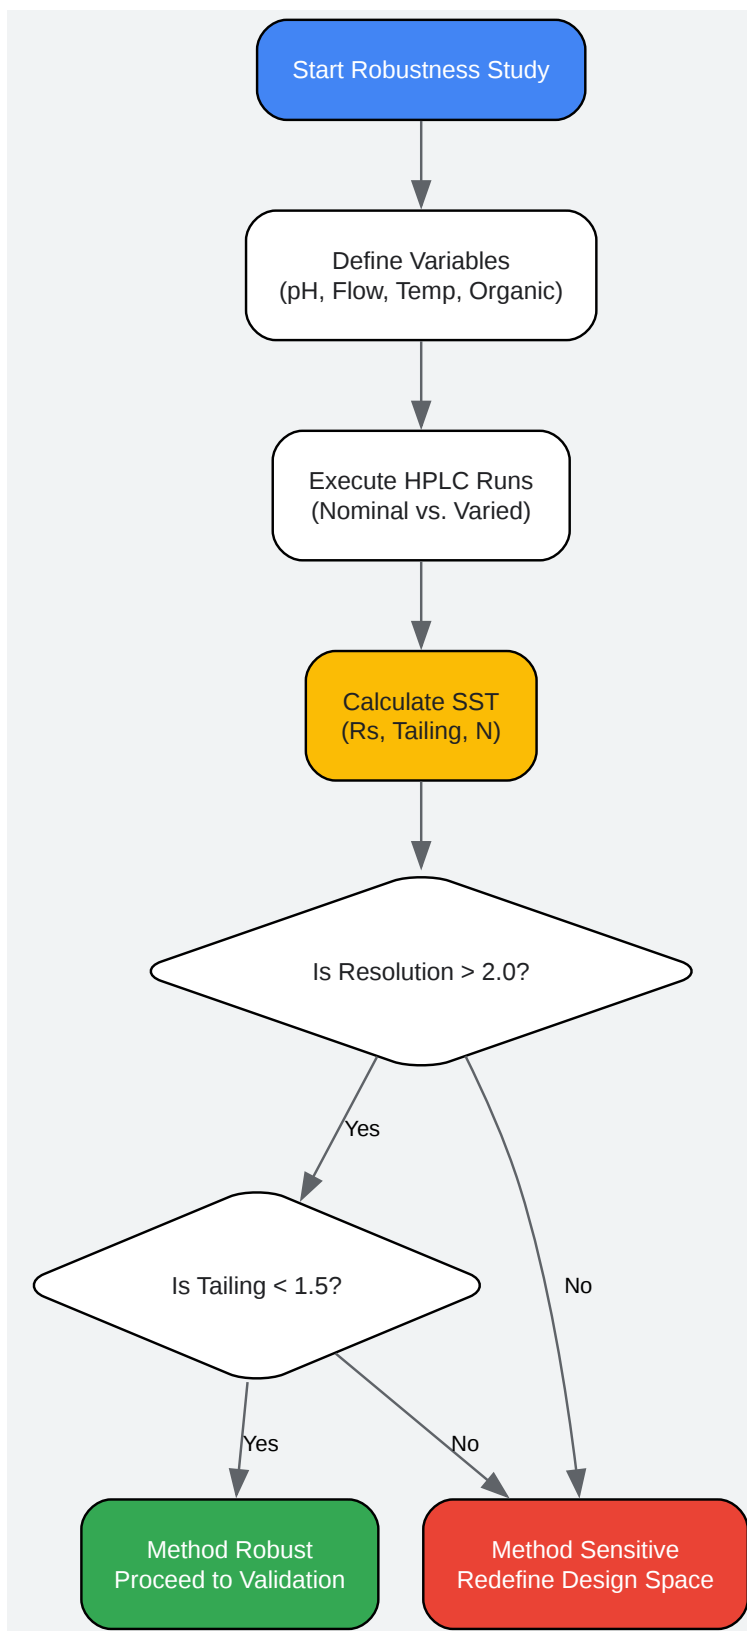 Start Robustness Study
Define Variables
(pH, Flow, Temp, Organic)
Execute HPLC Runs
(Nominal vs. Varied)
Calculate SST
(Rs, Tailing, N)
Is Resolution > 2.0?
Yes
Is Tailing < 1.5?
No
Yes
No
Method Robust
Proceed to Validation
Method Sensitive
Redefine Design Space